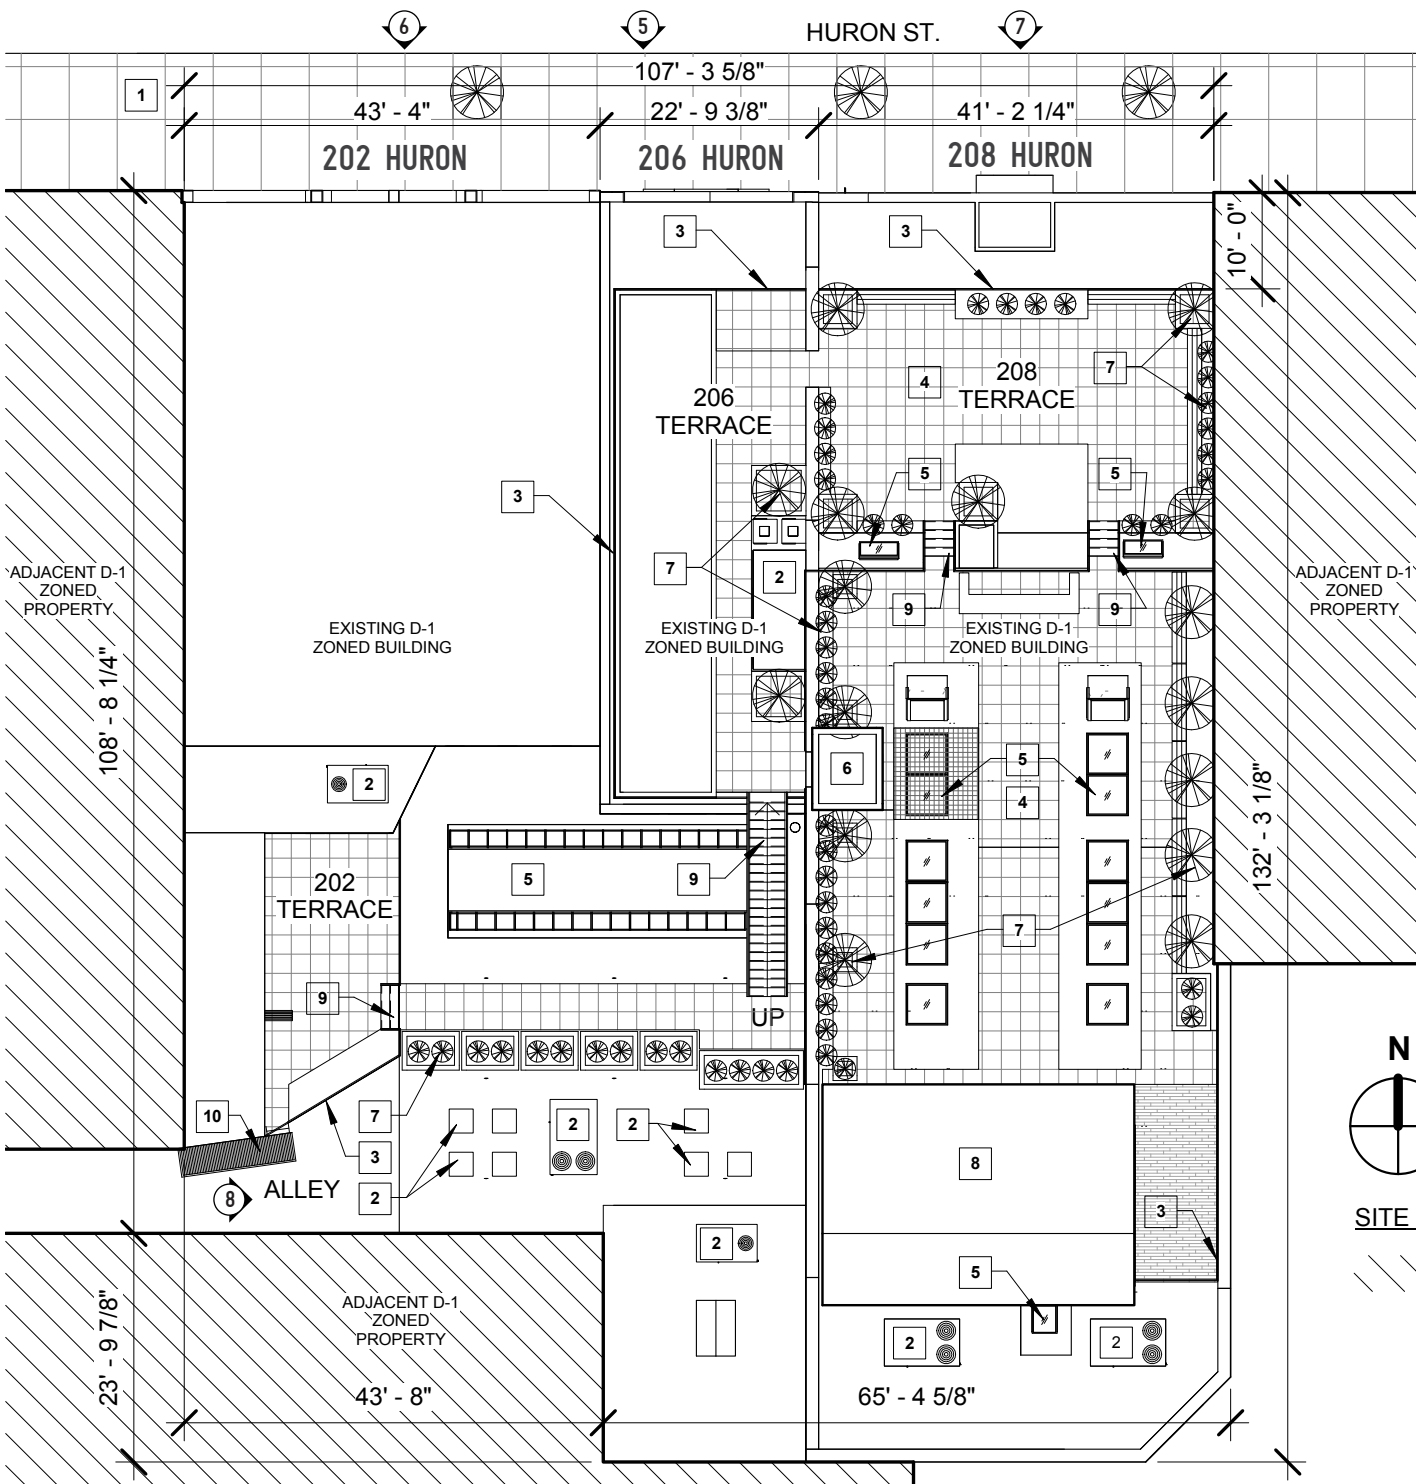 6
5
HURON ST.
7
1
107' - 3 5/8"
43' - 4"
22' - 9 3/8"
41' - 2 1/4"
202 HURON
206 HURON
208 HURON
3
3
10' - 0"
4
208
TERRACE
7
206
TERRACE
3
5
5
7
2
ADJACENT D-1
ZONED
PROPERTY
ADJACENT D-1
ZONED
PROPERTY
9
9
EXISTING D-1
ZONED BUILDING
EXISTING D-1
ZONED BUILDING
EXISTING D-1
ZONED BUILDING
108' - 8 1/4"
2
6
5
4
132' - 3 1/8"
202
TERRACE
5
9
7
9
UP
N
10
7
2
2
3
8
2
8
ALLEY
3
SITE
2
5
ADJACENT D-1
ZONED
PROPERTY
2
2
23' - 9 7/8"
43' - 8"
65' - 4 5/8"